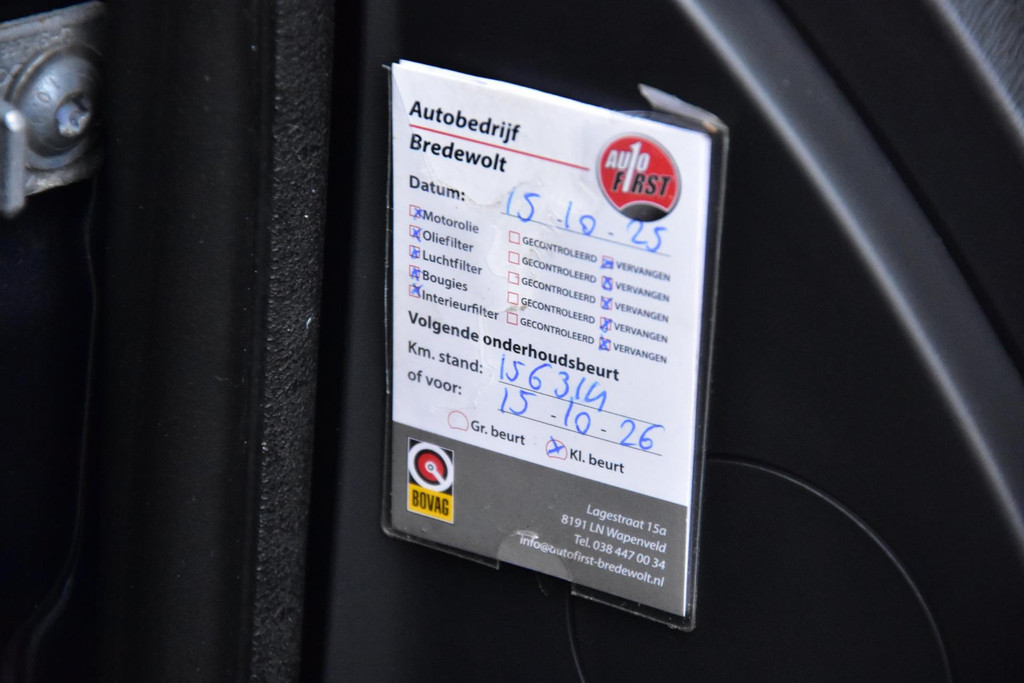 Autobedrijf
Bredewolt
AUTO FIRST
Datum: 15-10-25
Motorolie GECONTROLEERD VERVANGEN
Oliefilter GECONTROLEERD VERVANGEN
Luchtfilter GECONTROLEERD VERVANGEN
Bougies GECONTROLEERD VERVANGEN
Interieurfilter GECONTROLEERD VERVANGEN
Volgende onderhoudsbeurt
Km. stand: 156314
of voor: 15-10-26
Gr. beurt Kl. beurt
BOVAG
Lagestraat 15a
8191 LN Wapenveld
Tel. 038 447 00 34
info@autofirst-bredewolt.nl